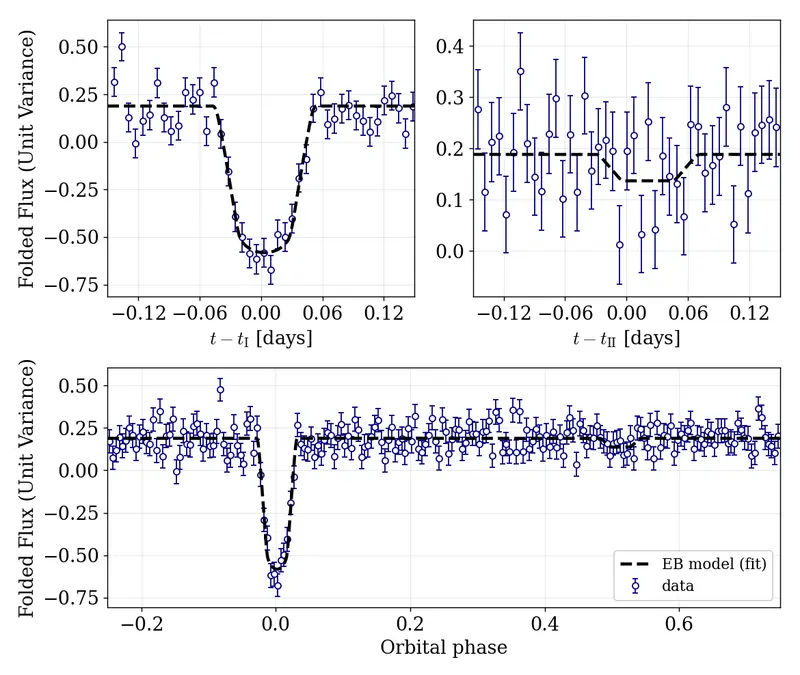 Folded Flux (Unit Variance)
0.50
0.25
0.00
−0.25
−0.50
−0.75
−0.12 −0.06 0.00 0.06 0.12
t − t_I [days]
0.4
0.3
0.2
0.1
0.0
−0.12 −0.06 0.00 0.06 0.12
t − t_II [days]
Folded Flux (Unit Variance)
0.50
0.25
0.00
−0.25
−0.50
−0.75
−0.2 0.0 0.2 0.4 0.6
Orbital phase
EB model (fit)
data